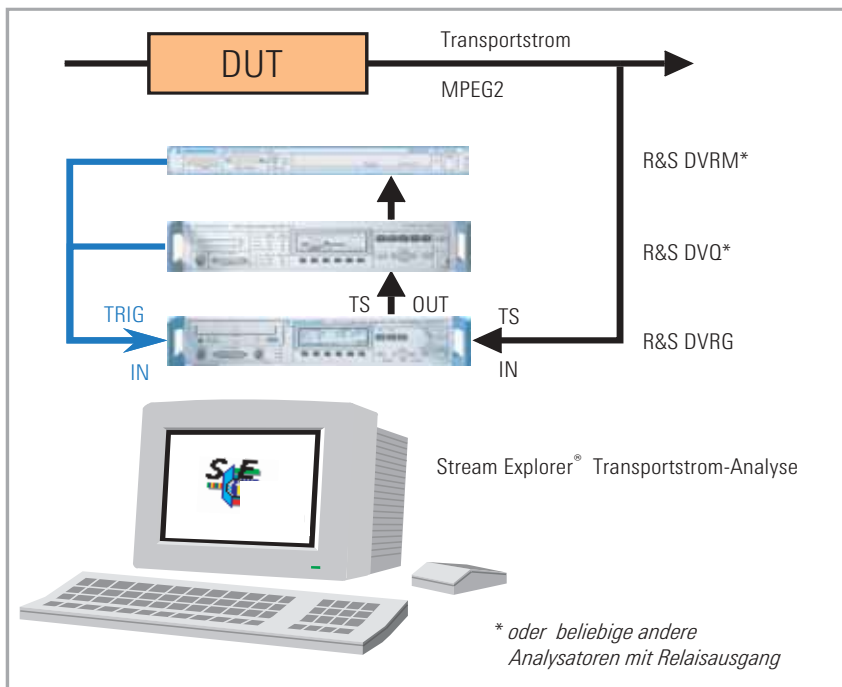 DUT
Transportstrom
MPEG2
R&S DVRM*
R&S DVQ*
TS OUT
TRIG
TS
R&S DVRG
IN
IN
Stream Explorer® Transportstrom-Analyse
S E
* oder beliebige andere
Analysatoren mit Relaisausgang